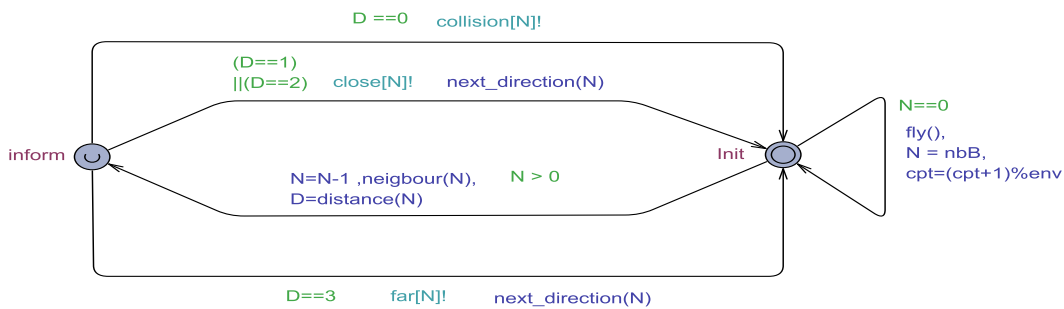 D ==0 collision[N]!
(D==1)
||(D==2) close[N]! next_direction(N)
N==0
fly(),
N = nbB,
cpt=(cpt+1)%env
inform
Init
N=N-1 ,neigbour(N), N > 0
D=distance(N)
D==3 far[N]! next_direction(N)